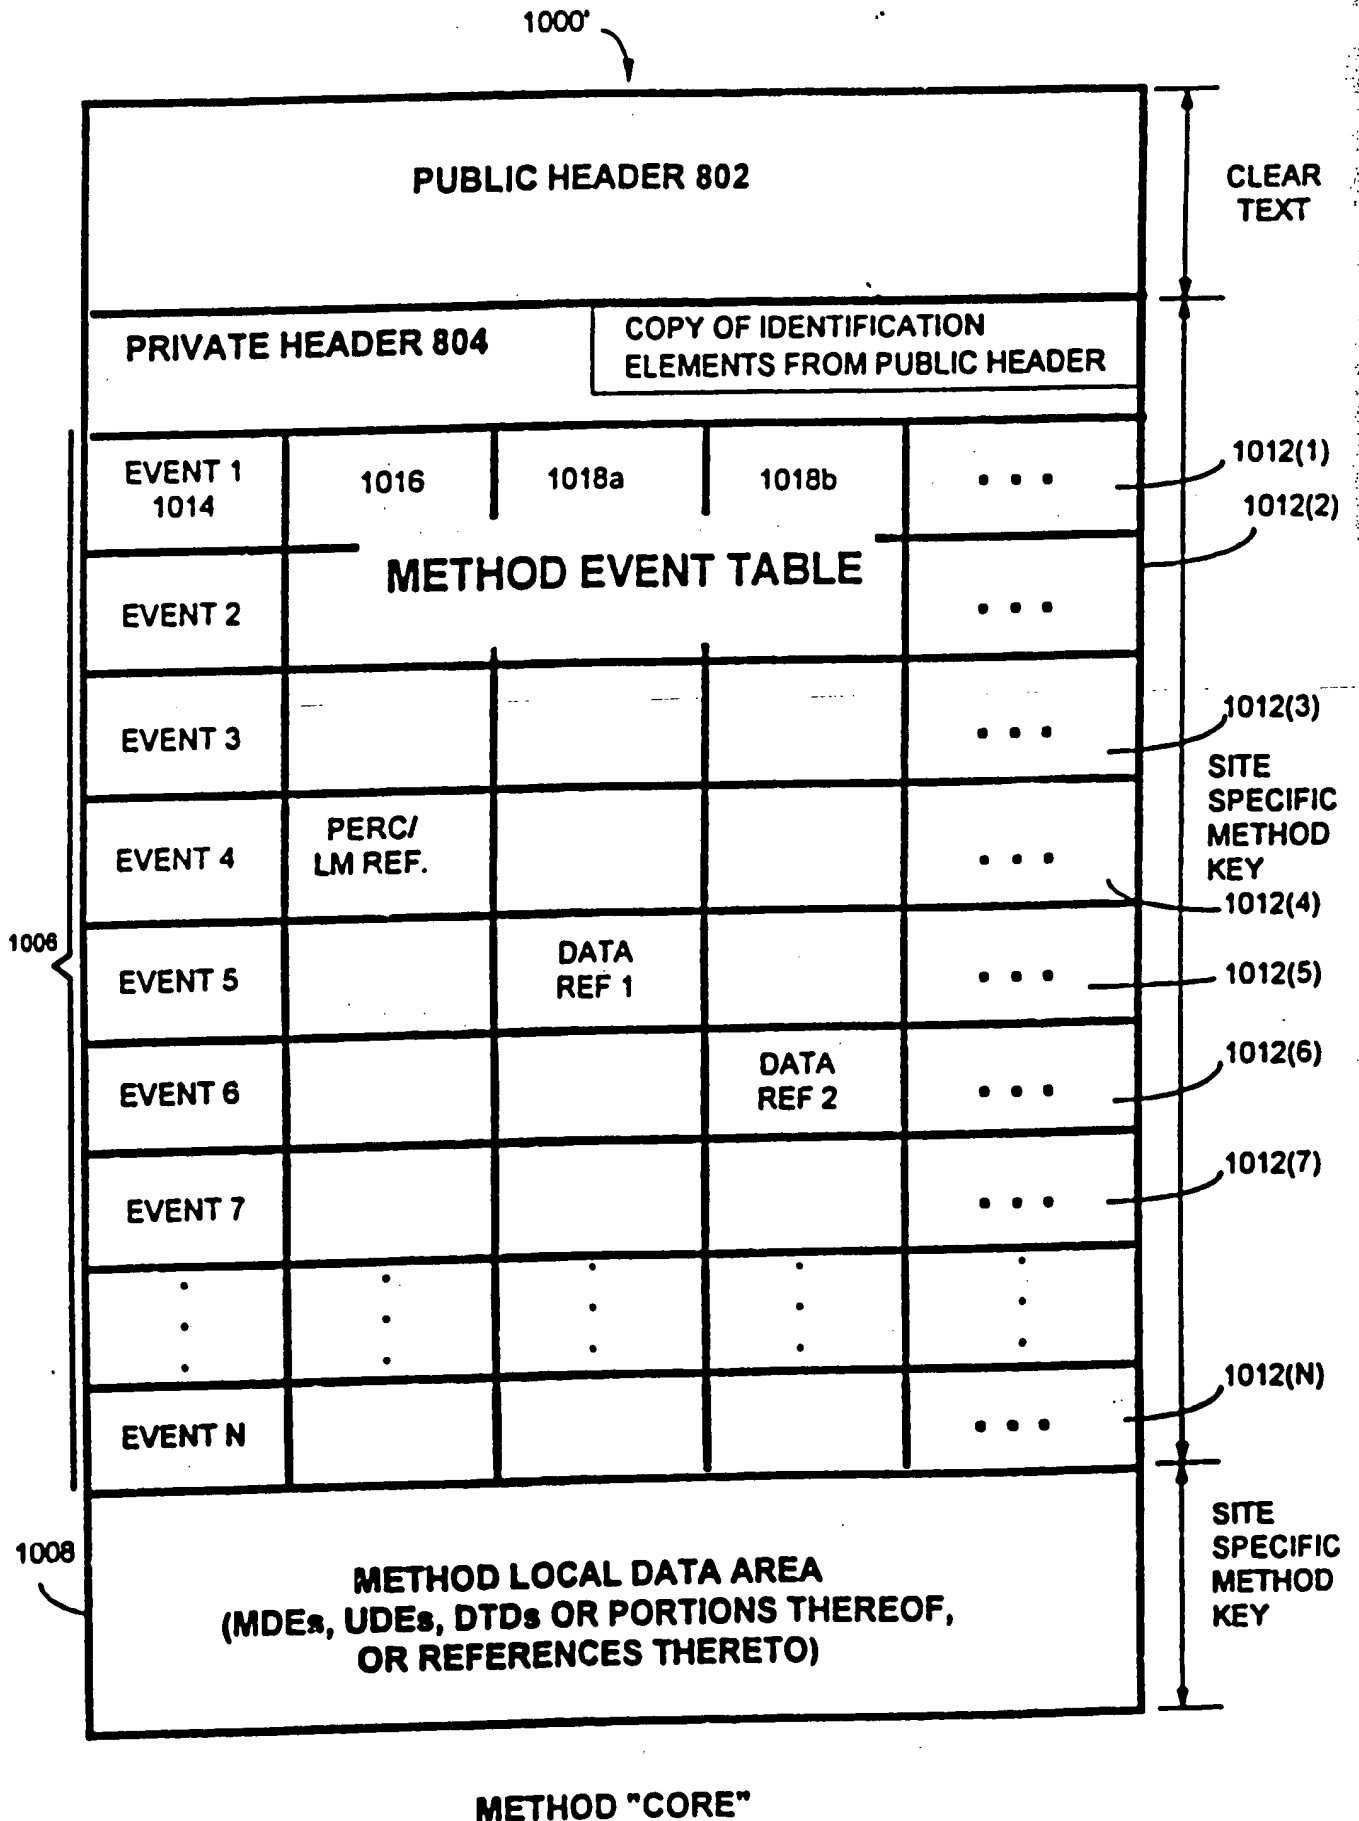 1000'
PUBLIC HEADER 802
CLEAR
TEXT
PRIVATE HEADER 804
COPY OF IDENTIFICATION
ELEMENTS FROM PUBLIC HEADER
EVENT 1
1014
1016
1018a
1018b
• • •
1012(1)
1012(2)
METHOD EVENT TABLE
EVENT 2
• • •
EVENT 3
• • •
1012(3)
SITE
SPECIFIC
METHOD
KEY
EVENT 4
PERC/
LM REF.
• • •
1012(4)
1006
EVENT 5
DATA
REF 1
• • •
1012(5)
EVENT 6
DATA
REF 2
• • •
1012(6)
EVENT 7
• • •
1012(7)
EVENT N
• • •
1012(N)
1008
METHOD LOCAL DATA AREA
(MDEs, UDEs, DTDs OR PORTIONS THEREOF,
OR REFERENCES THERETO)
SITE
SPECIFIC
METHOD
KEY
METHOD "CORE"